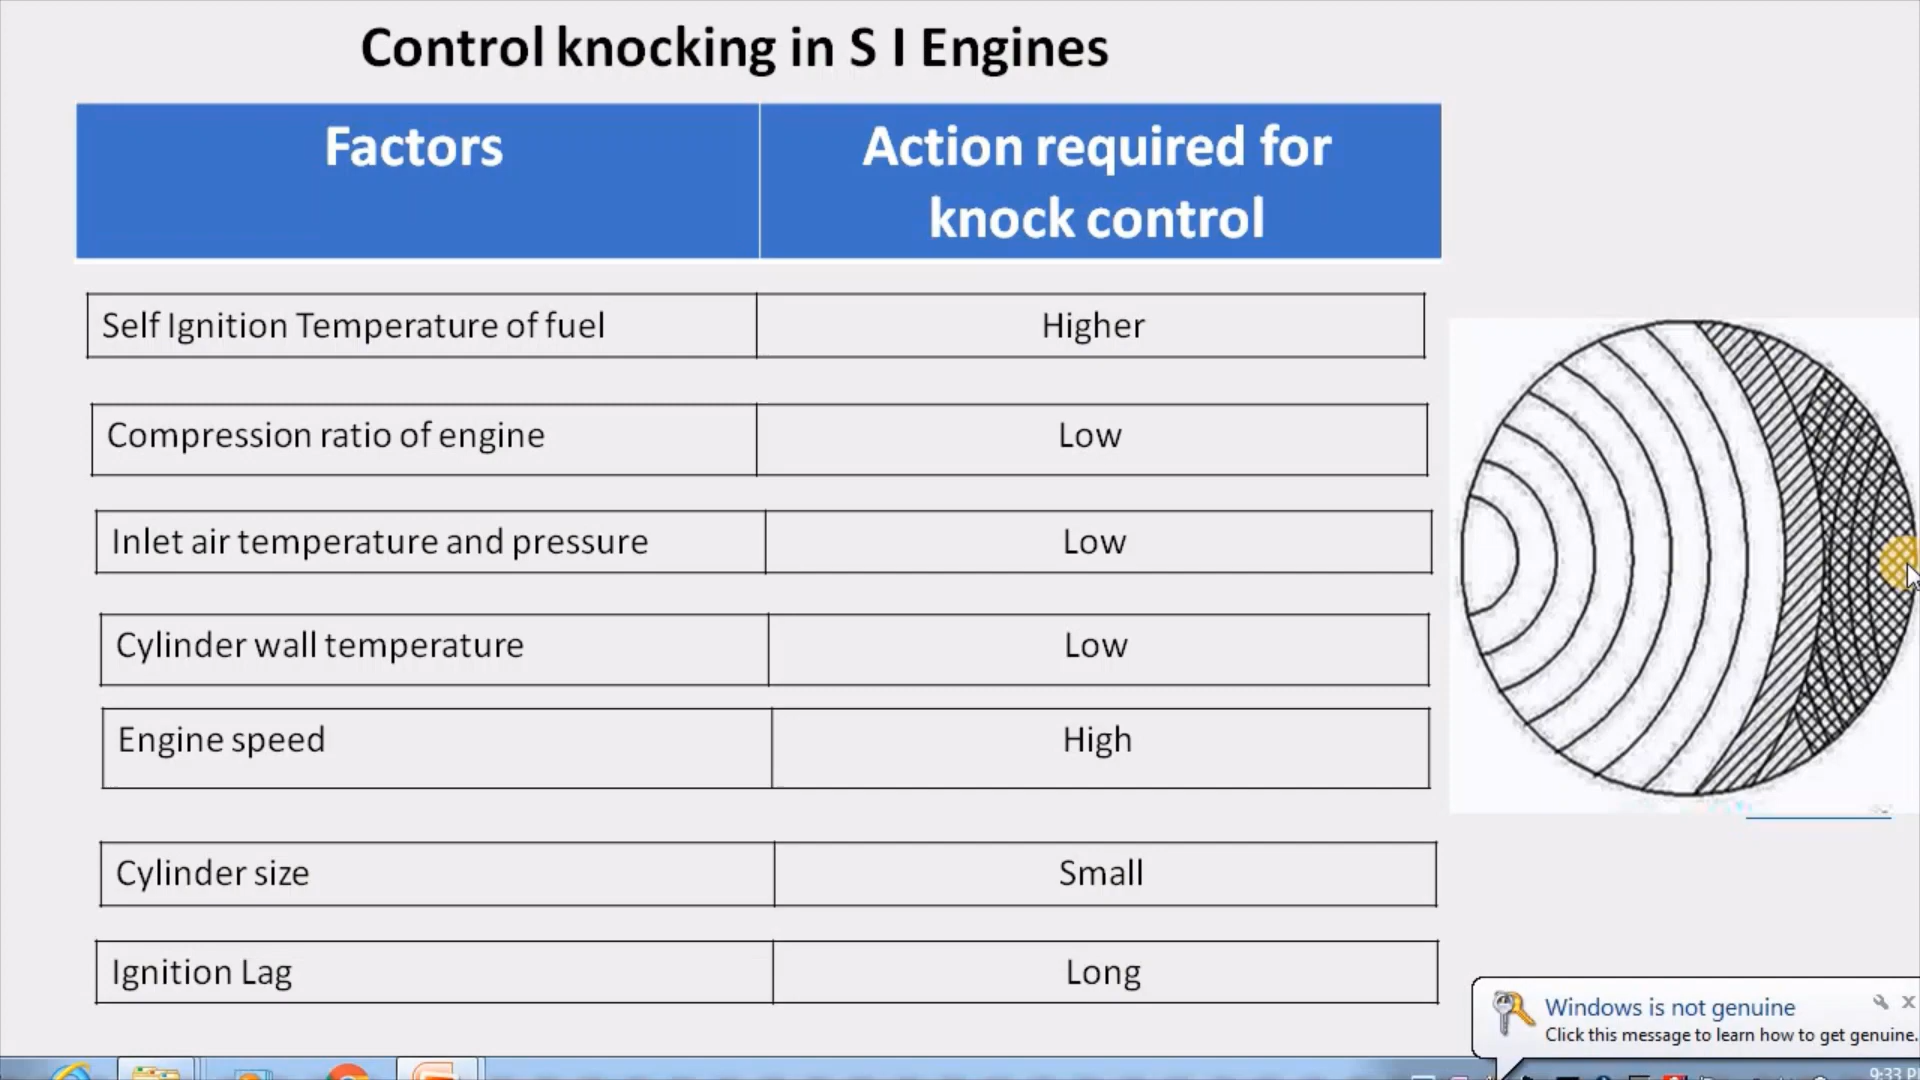 Control knocking in S I Engines
Factors
Action required for
knock control
Self Ignition Temperature of fuel
Higher
Compression ratio of engine
Low
Inlet air temperature and pressure
Low
Cylinder wall temperature
Low
Engine speed
High
Cylinder size
Small
Ignition Lag
Long
Windows is not genuine
Click this message to learn how to get genuine.
9:33 P